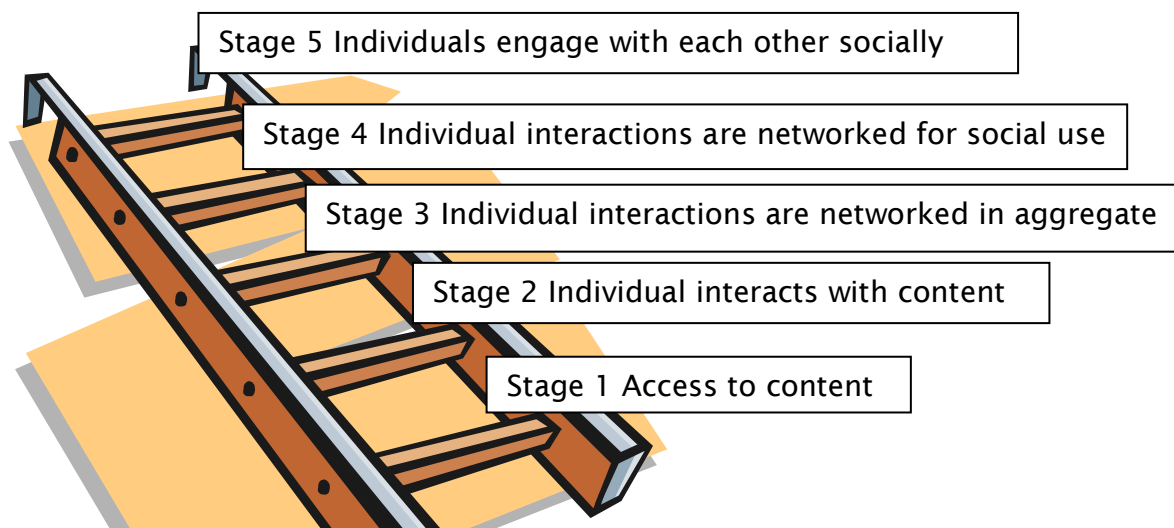 Stage 5 Individuals engage with each other socially
Stage 4 Individual interactions are networked for social use
Stage 3 Individual interactions are networked in aggregate
Stage 2 Individual interacts with content
Stage 1 Access to content